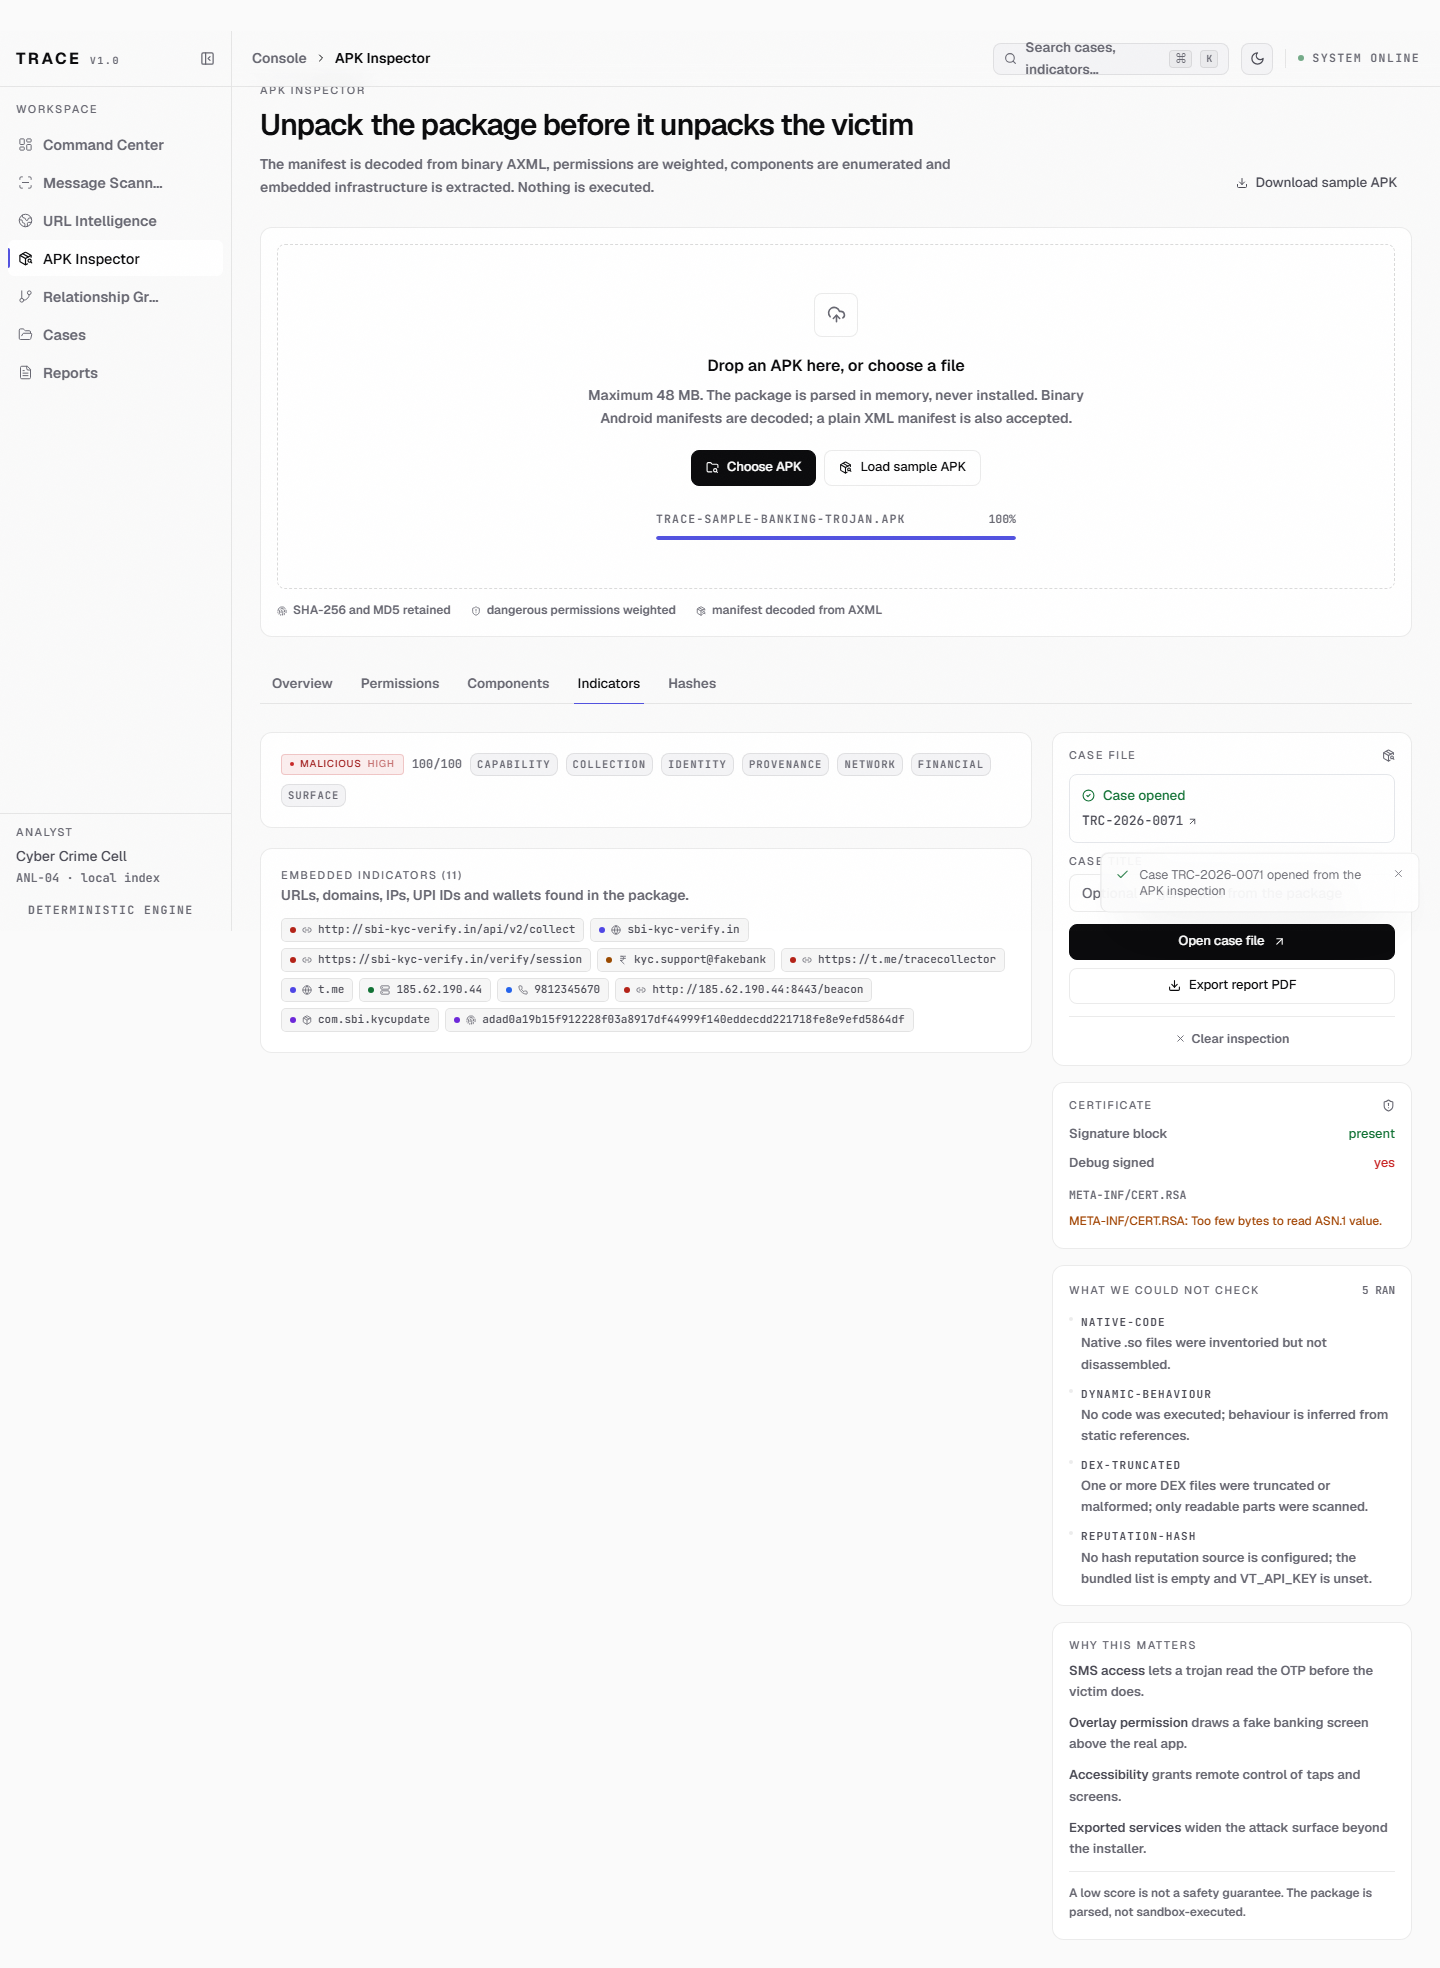 TRACE V1.0
WORKSPACE
Command Center
Message Scann...
URL Intelligence
APK Inspector
Relationship Gr...
Cases
Reports
ANALYST
Cyber Crime Cell
ANL-04 · local index
DETERMINISTIC ENGINE
Console > APK Inspector
Search cases, indicators...
⌘ K
SYSTEM ONLINE
APK INSPECTOR
Unpack the package before it unpacks the victim
The manifest is decoded from binary AXML, permissions are weighted, components are enumerated and
embedded infrastructure is extracted. Nothing is executed.
Download sample APK
Drop an APK here, or choose a file
Maximum 48 MB. The package is parsed in memory, never installed. Binary
Android manifests are decoded; a plain XML manifest is also accepted.
Choose APK
Load sample APK
TRACE-SAMPLE-BANKING-TROJAN.APK 100%
SHA-256 and MD5 retained
dangerous permissions weighted
manifest decoded from AXML
Overview Permissions Components Indicators Hashes
MALICIOUS HIGH 100/100 CAPABILITY COLLECTION IDENTITY PROVENANCE NETWORK FINANCIAL
SURFACE
EMBEDDED INDICATORS (11)
URLs, domains, IPs, UPI IDs and wallets found in the package.
http://sbi-kyc-verify.in/api/v2/collect sbi-kyc-verify.in
https://sbi-kyc-verify.in/verify/session kyc.support@fakebank https://t.me/tracecollector
t.me 185.62.190.44 9812345670 http://185.62.190.44:8443/beacon
com.sbi.kycupdate adad0a19b15f912228f03a8917df44999f140eddecdd221718fe8e9efd5864df
CASE FILE
Case opened
TRC-2026-0071
CASE TITLE
Case TRC-2026-0071 opened from the
APK inspection
Open case file
Export report PDF
Clear inspection
CERTIFICATE
Signature block present
Debug signed yes
META-INF/CERT.RSA
META-INF/CERT.RSA: Too few bytes to read ASN.1 value.
WHAT WE COULD NOT CHECK 5 RAN
NATIVE-CODE
Native .so files were inventoried but not
disassembled.
DYNAMIC-BEHAVIOUR
No code was executed; behaviour is inferred from
static references.
DEX-TRUNCATED
One or more DEX files were truncated or
malformed; only readable parts were scanned.
REPUTATION-HASH
No hash reputation source is configured; the
bundled list is empty and VT_API_KEY is unset.
WHY THIS MATTERS
SMS access lets a trojan read the OTP before the
victim does.
Overlay permission draws a fake banking screen
above the real app.
Accessibility grants remote control of taps and
screens.
Exported services widen the attack surface beyond
the installer.
A low score is not a safety guarantee. The package is
parsed, not sandbox-executed.